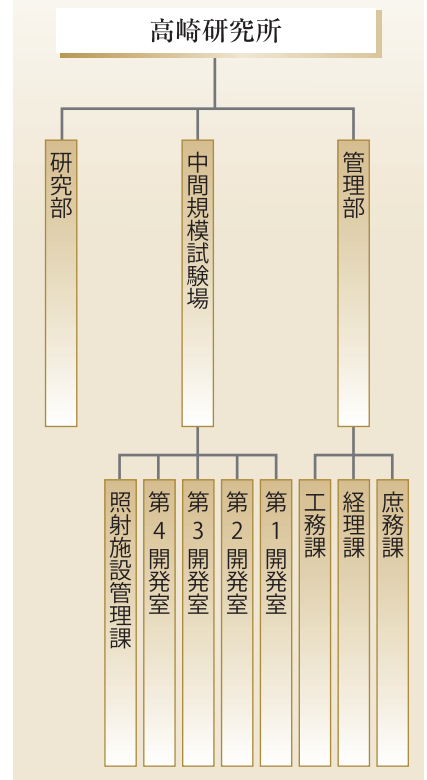 高崎研究所
管理部
中間規模試験場
研究部
庶務課
経理課
工務課
第1開発室
第2開発室
第3開発室
第4開発室
照射施設管理課